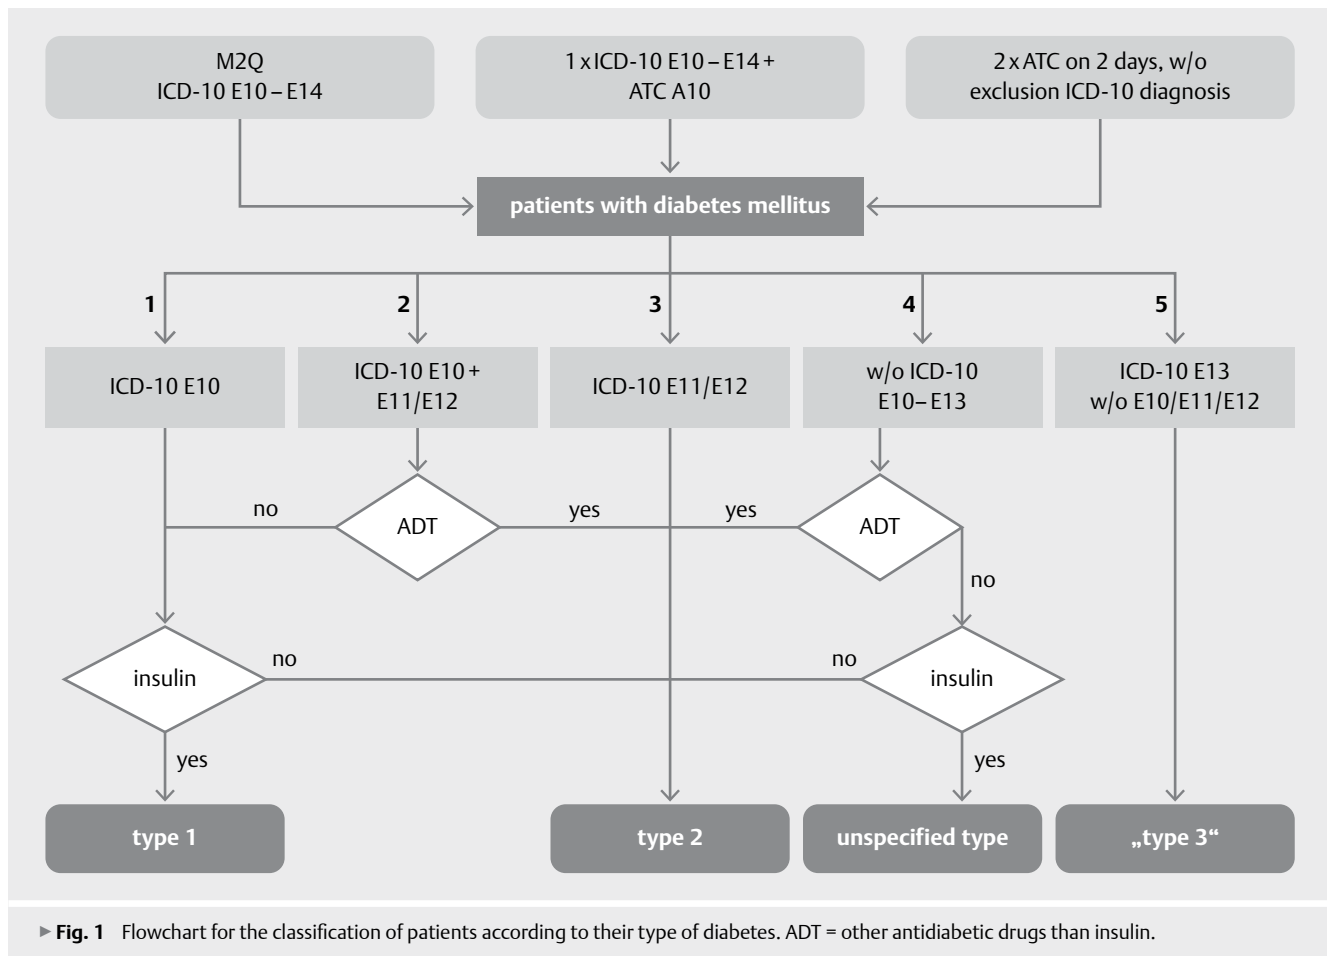 M2Q
ICD-10 E10 – E14
1 x ICD-10 E10 – E14 +
ATC A10
2 x ATC on 2 days, w/o
exclusion ICD-10 diagnosis
patients with diabetes mellitus
1
2
3
4
5
ICD-10 E10
ICD-10 E10 +
E11/E12
ICD-10 E11/E12
w/o ICD-10
E10– E13
ICD-10 E13
w/o E10/E11/E12
no
ADT
yes
yes
ADT
no
insulin
no
no
insulin
yes
yes
type 1
type 2
unspecified type
„type 3“
▶ Fig. 1 Flowchart for the classification of patients according to their type of diabetes. ADT = other antidiabetic drugs than insulin.